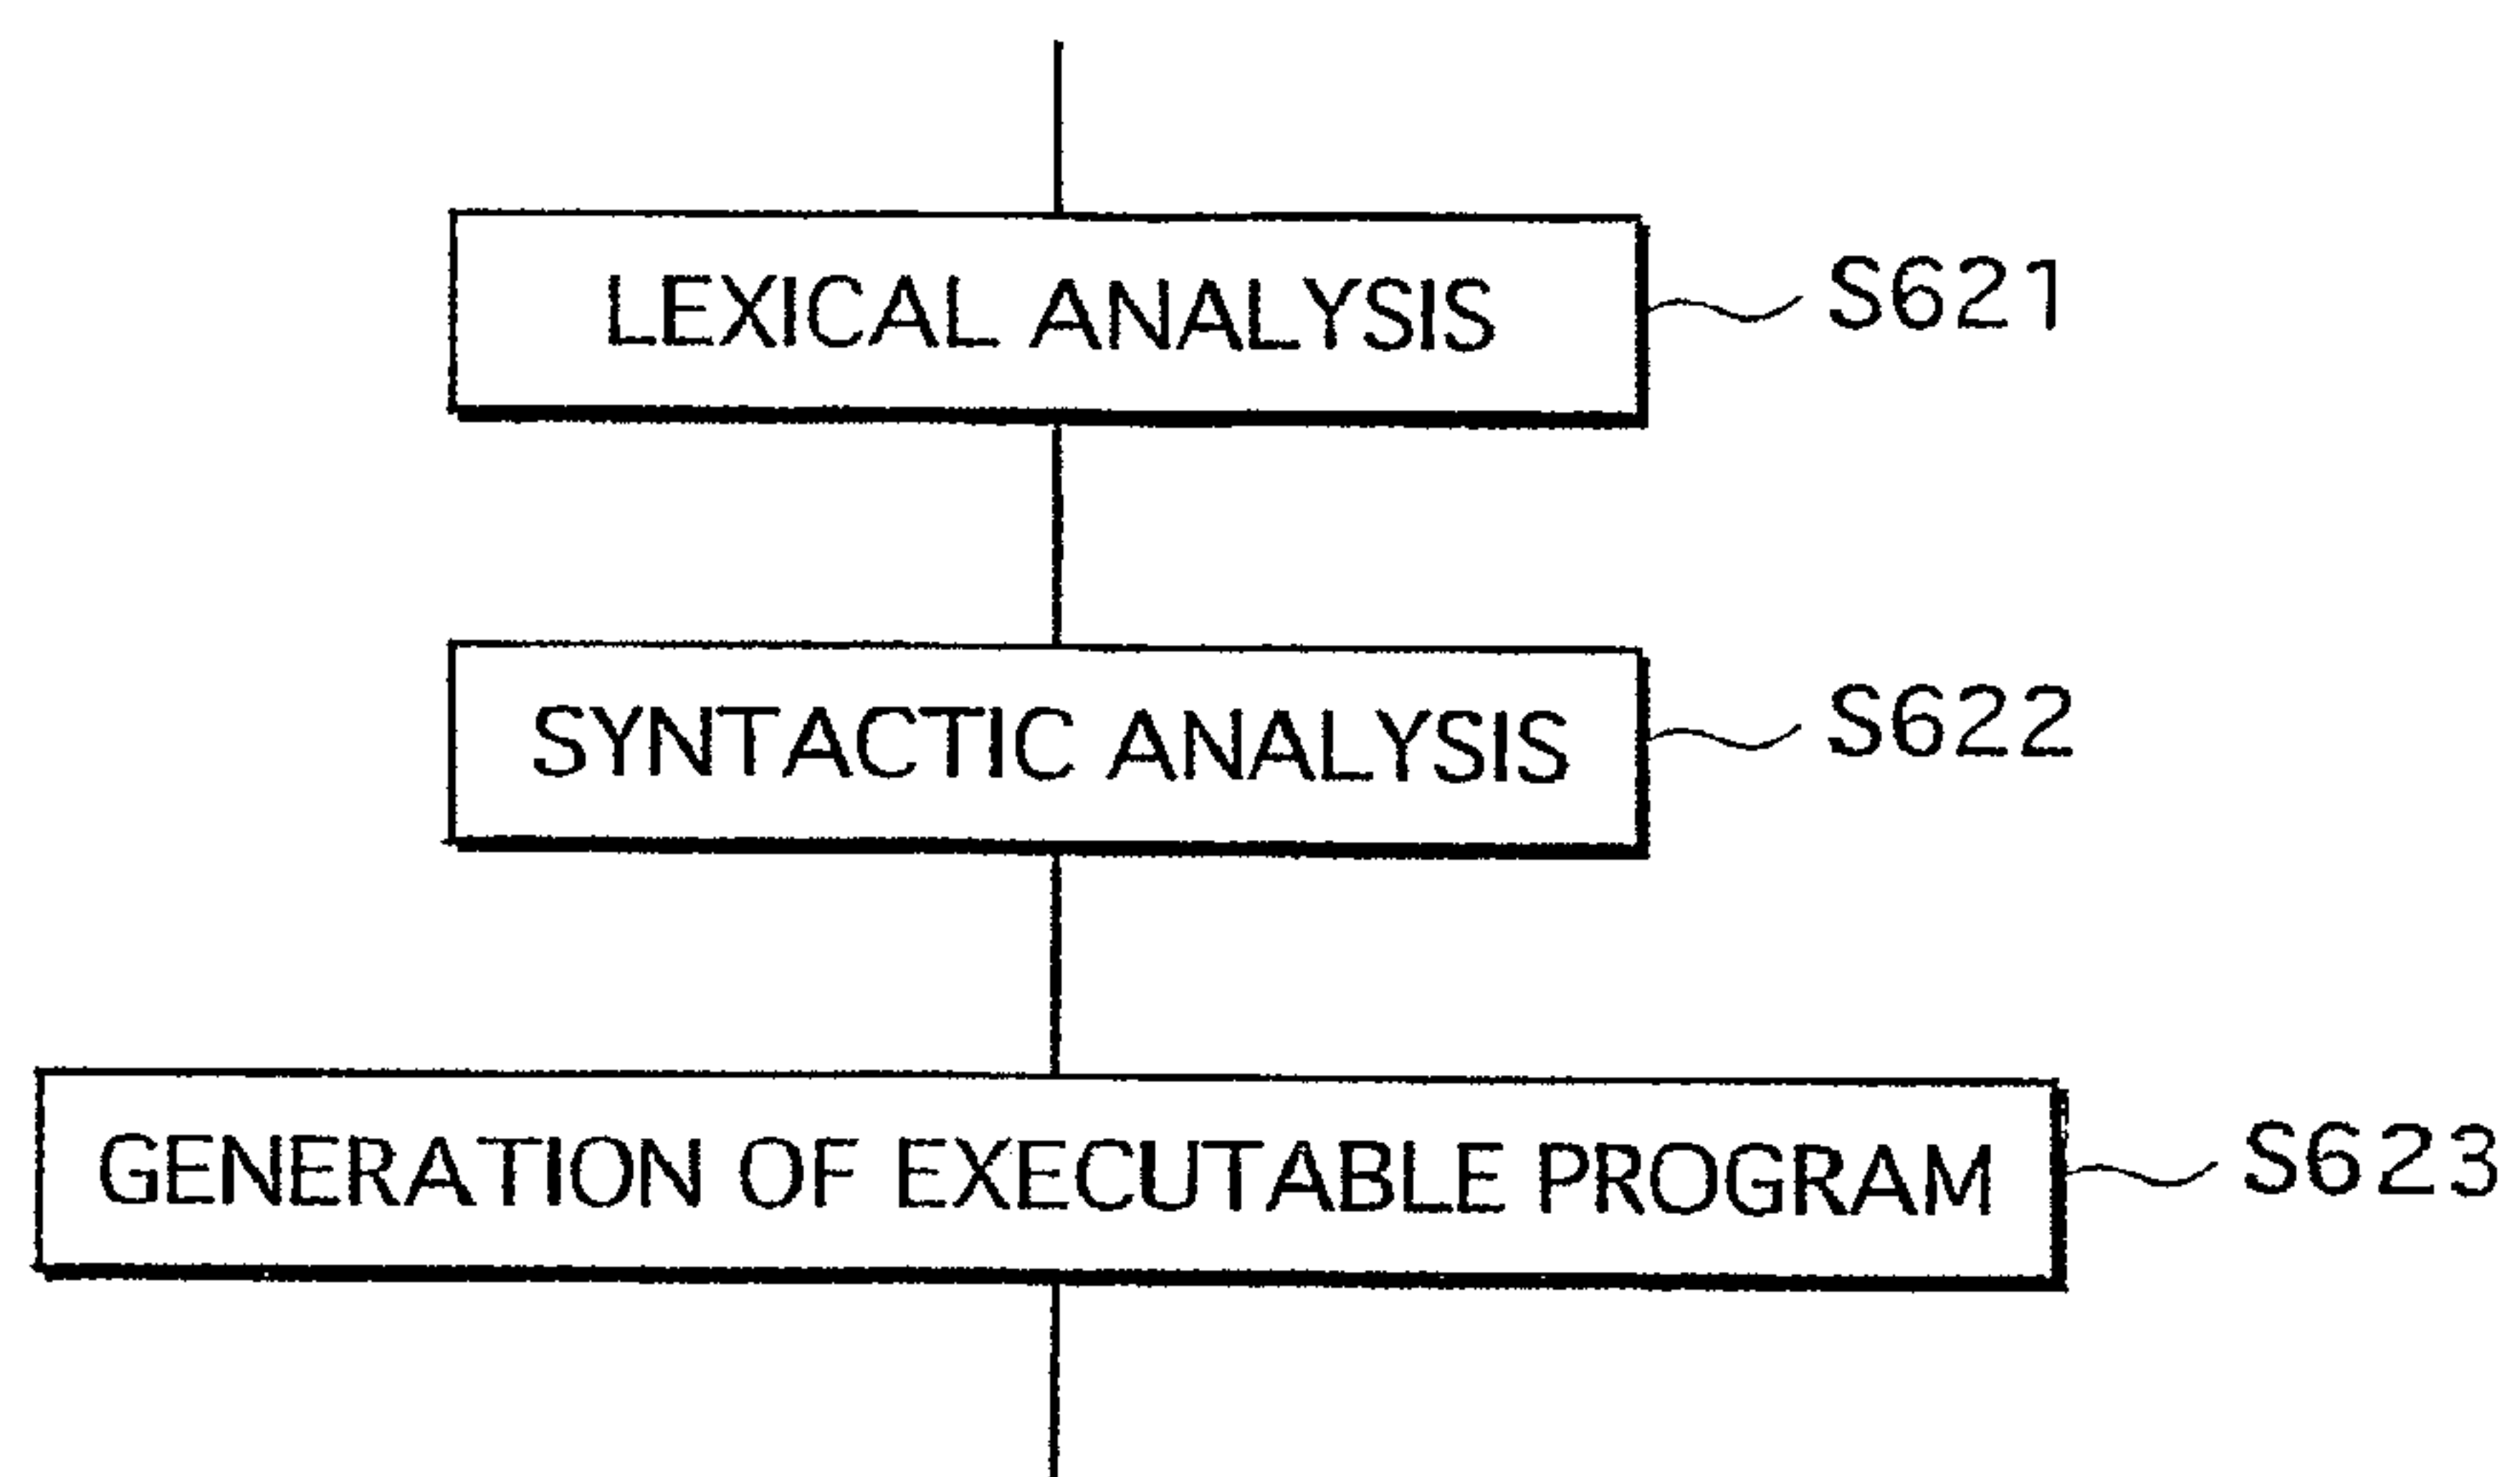 LEXICAL ANALYSIS S621
SYNTACTIC ANALYSIS S622
GENERATION OF EXECUTABLE PROGRAM S623